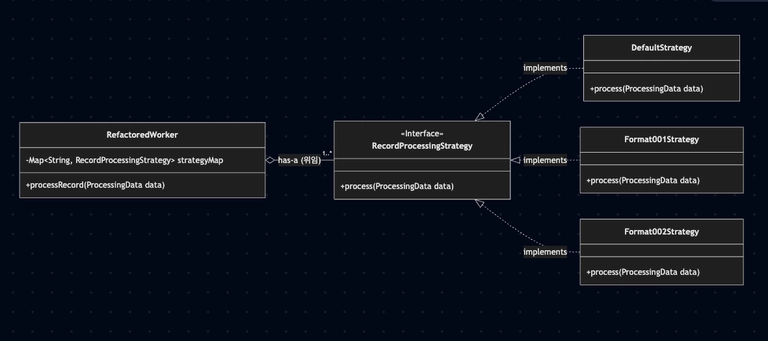 RefactoredWorker
-Map<String, RecordProcessingStrategy> strategyMap
+processRecord(ProcessingData data)
has-a (위임)
1..*
«Interface»
RecordProcessingStrategy
+process(ProcessingData data)
implements
DefaultStrategy
+process(ProcessingData data)
implements
Format001Strategy
+process(ProcessingData data)
implements
Format002Strategy
+process(ProcessingData data)